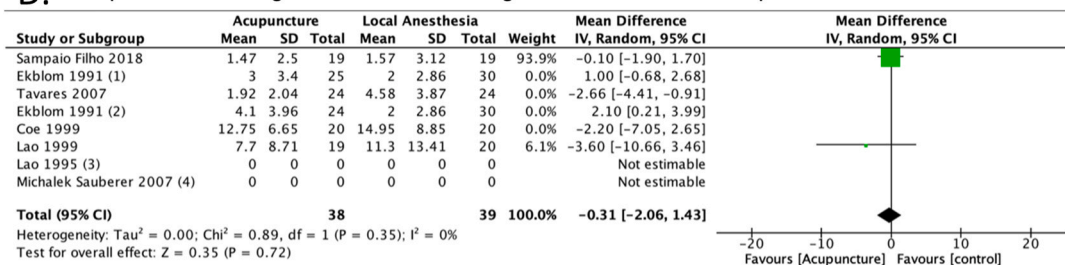 Acupuncture Local Anesthesia Mean Difference Mean Difference
Study or Subgroup Mean SD Total Mean SD Total Weight IV, Random, 95% CI IV, Random, 95% CI
Sampaio Filho 2018 1.47 2.5 19 1.57 3.12 19 93.9% -0.10 [-1.90, 1.70]
Ekblom 1991 (1) 3 3.4 25 2 2.86 30 0.0% 1.00 [-0.68, 2.68]
Tavares 2007 1.92 2.04 24 4.58 3.87 24 0.0% -2.66 [-4.41, -0.91]
Ekblom 1991 (2) 4.1 3.96 24 2 2.86 30 0.0% 2.10 [0.21, 3.99]
Coe 1999 12.75 6.65 20 14.95 8.85 20 0.0% -2.20 [-7.05, 2.65]
Lao 1999 7.7 8.71 19 11.3 13.41 20 6.1% -3.60 [-10.66, 3.46]
Lao 1995 (3) 0 0 0 0 0 0 Not estimable
Michalek Sauberer 2007 (4) 0 0 0 0 0 0 Not estimable
Total (95% CI) 38 39 100.0% -0.31 [-2.06, 1.43]
Heterogeneity: Tau² = 0.00; Chi² = 0.89, df = 1 (P = 0.35); I² = 0%
Test for overall effect: Z = 0.35 (P = 0.72)
-20 -10 0 10 20
Favours [Acupuncture] Favours [control]